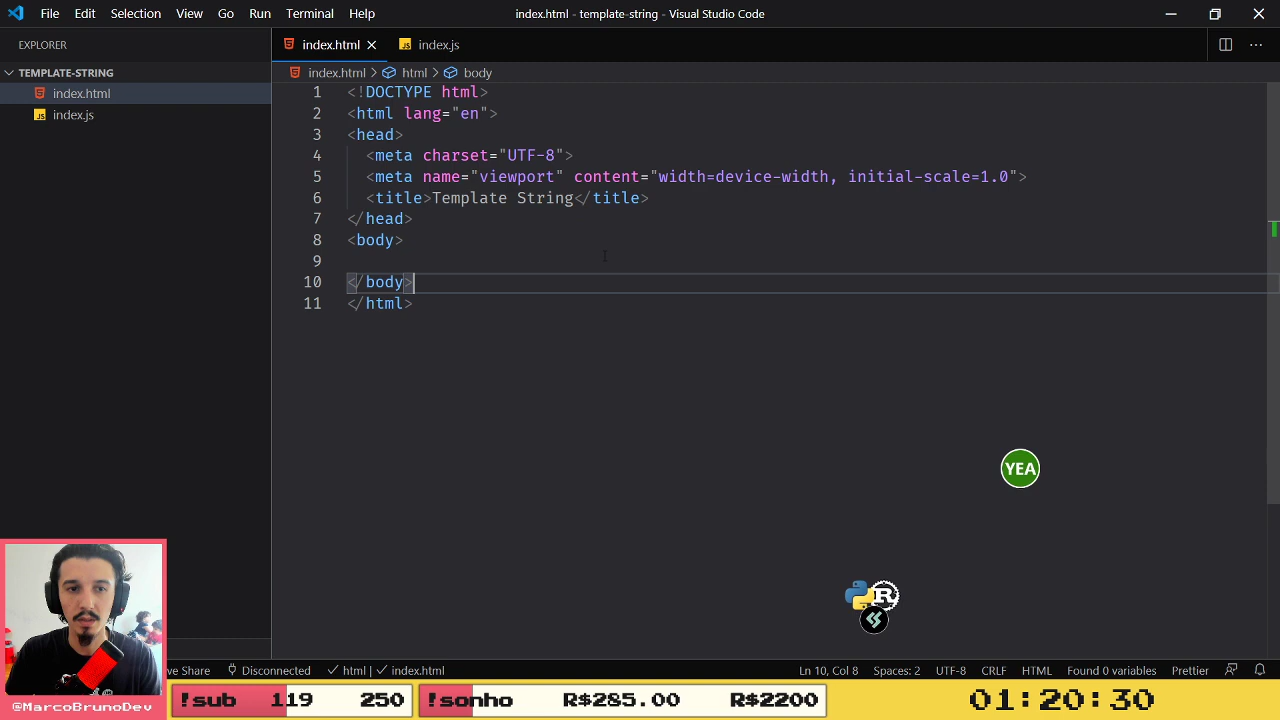 File Edit Selection View Go Run Terminal Help
index.html - template-string - Visual Studio Code
EXPLORER
TEMPLATE-STRING
index.html
index.js
index.html
index.js
index.html > html > body
1 <!DOCTYPE html>
2 <html lang="en">
3 <head>
4 <meta charset="UTF-8">
5 <meta name="viewport" content="width=device-width, initial-scale=1.0">
6 <title>Template String</title>
7 </head>
8 <body>
9
10 </body>
11 </html>
YEA
R
ve Share Disconnected html | index.html
Ln 10, Col 8 Spaces: 2 UTF-8 CRLF HTML Found 0 variables Prettier
@MarcoBrunoDev
!sub 119 250
!sonho R$285.00 R$2200
01:20:30